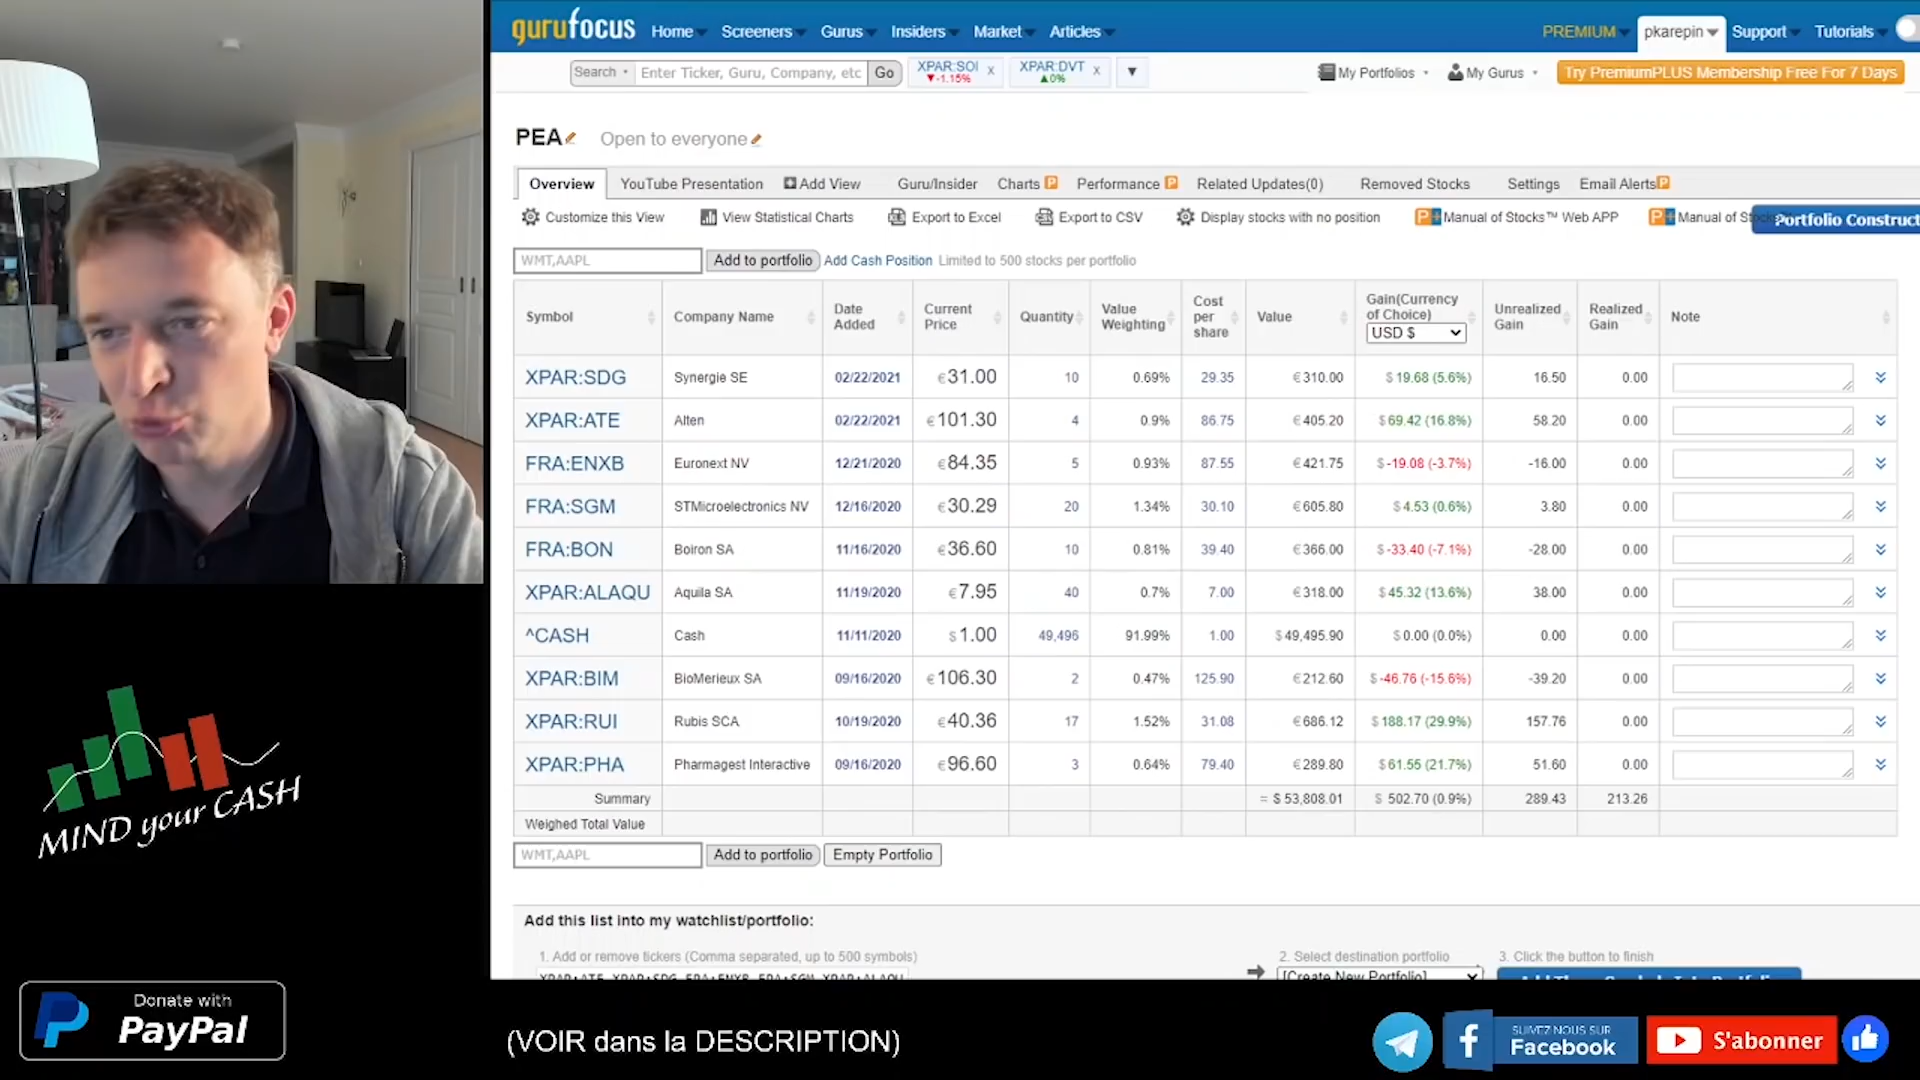 gurufocus Home Screeners Gurus Insiders Market Articles PREMIUM pkarepin Support Tutorials
Search Enter Ticker, Guru, Company, etc Go XPAR:SOI x ▼-1.15% XPAR:DVT x ▲0% ▼ My Portfolios My Gurus Try PremiumPLUS Membership Free For 7 Days
PEA Open to everyone
Overview YouTube Presentation Add View Guru/Insider Charts P Performance P Related Updates(0) Removed Stocks Settings Email Alerts P
Customize this View View Statistical Charts Export to Excel Export to CSV Display stocks with no position P Manual of Stocks™ Web APP P Manual of Portfolio Construct
WMT,AAPL Add to portfolio Add Cash Position Limited to 500 stocks per portfolio
Symbol Company Name Date Added Current Price Quantity Value Weighting Cost per share Value Gain(Currency of Choice) USD $ Unrealized Gain Realized Gain Note
XPAR:SDG Synergie SE 02/22/2021 €31.00 10 0.69% 29.35 €310.00 $19.68 (5.6%) 16.50 0.00
XPAR:ATE Alten 02/22/2021 €101.30 4 0.9% 86.75 €405.20 $69.42 (16.8%) 58.20 0.00
FRA:ENXB Euronext NV 12/21/2020 €84.35 5 0.93% 87.55 €421.75 $-19.08 (-3.7%) -16.00 0.00
FRA:SGM STMicroelectronics NV 12/16/2020 €30.29 20 1.34% 30.10 €605.80 $4.53 (0.6%) 3.80 0.00
FRA:BON Boiron SA 11/16/2020 €36.60 10 0.81% 39.40 €366.00 $-33.40 (-7.1%) -28.00 0.00
XPAR:ALAQU Aquila SA 11/19/2020 €7.95 40 0.7% 7.00 €318.00 $45.32 (13.6%) 38.00 0.00
^CASH Cash 11/11/2020 $1.00 49,496 91.99% 1.00 $49,495.90 $0.00 (0.0%) 0.00 0.00
XPAR:BIM BioMerieux SA 09/16/2020 €106.30 2 0.47% 125.90 €212.60 $-46.76 (-15.6%) -39.20 0.00
XPAR:RUI Rubis SCA 10/19/2020 €40.36 17 1.52% 31.08 €686.12 $188.17 (29.9%) 157.76 0.00
XPAR:PHA Pharmagest Interactive 09/16/2020 €96.60 3 0.64% 79.40 €289.80 $61.55 (21.7%) 51.60 0.00
Summary = $ 53,808.01 $ 502.70 (0.9%) 289.43 213.26
Weighed Total Value
WMT,AAPL Add to portfolio Empty Portfolio
Add this list into my watchlist/portfolio:
1. Add or remove tickers (Comma separated, up to 500 symbols) 2. Select destination portfolio 3. Click the button to finish
XPAR:ATE,XPAR:SDG,FRA:ENXB,FRA:SGM,XPAR:ALAQU [Create New Portfolio]
MIND your CASH
Donate with
PayPal
(VOIR dans la DESCRIPTION)
SUIVEZ NOUS SUR
Facebook
S'abonner